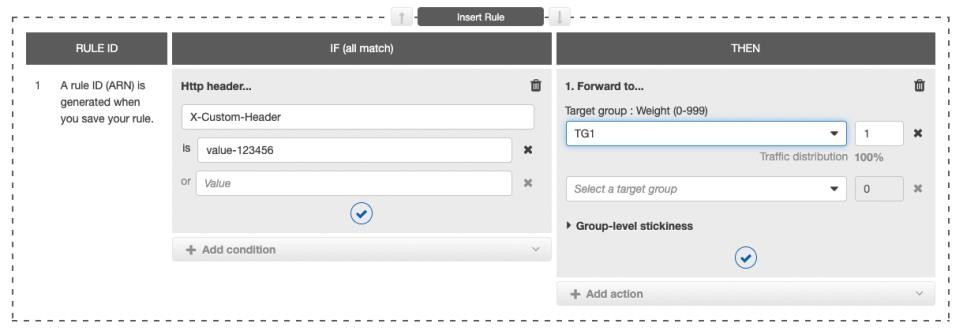 Insert Rule
RULE ID
IF (all match)
THEN
1
A rule ID (ARN) is
generated when
you save your rule.
Http header...
X-Custom-Header
is
value-123456
or
Value
Add condition
1. Forward to...
Target group : Weight (0-999)
TG1
1
Traffic distribution 100%
Select a target group
0
Group-level stickiness
Add action